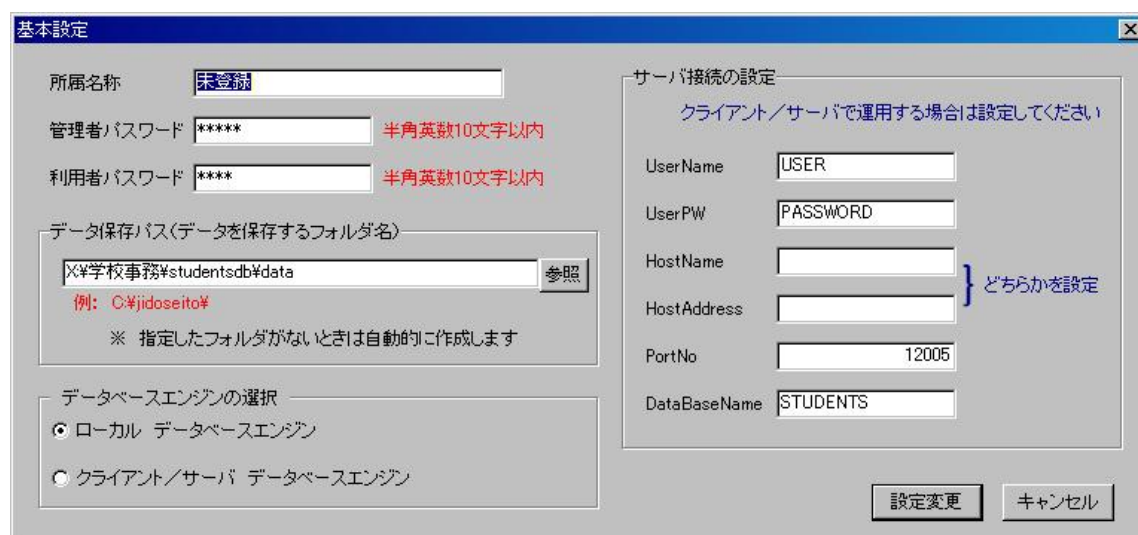 基本設定
所属名称 未登録
管理者パスワード ***** 半角英数10文字以内
利用者パスワード **** 半角英数10文字以内
データ保存パス(データを保存するフォルダ名)
X:¥学校事務¥studentsdb¥data 参照
例: C:¥jidoseito¥
※ 指定したフォルダがないときは自動的に作成します
データベースエンジンの選択
ローカル データベースエンジン
クライアント/サーバ データベースエンジン
サーバ接続の設定
クライアント/サーバで運用する場合は設定してください
UserName USER
UserPW PASSWORD
HostName
HostAddress
どちらかを設定
PortNo 12005
DataBaseName STUDENTS
設定変更 キャンセル